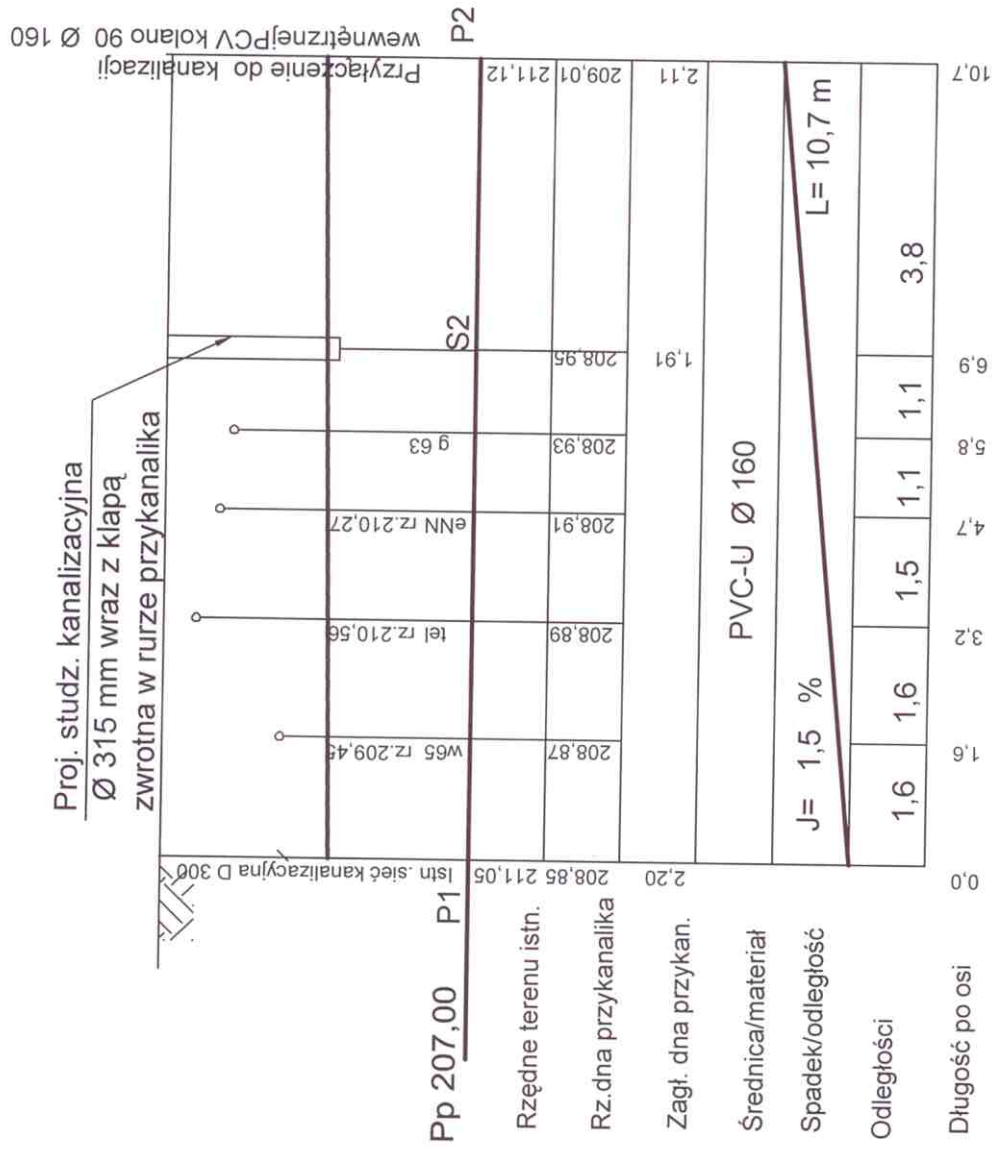 Proj. studz. kanalizacyjna
Ø 315 mm wraz z klapą
zwrotna w rurze przykanalika
Przyłączenie do kanalizacji
wewnętrznejPCV kolano 90 Ø 160
Istn. sieć kanalizacyjna D 300
w65 rz.209,45
tel rz.210,56
eNN rz.210,27
g 63
P1
S2
P2
Pp 207,00
Rzędne terenu istn.
211,05
211,12
Rz.dna przykanalika
208,85
208,87
208,89
208,91
208,93
208,95
209,01
Zagł. dna przykan.
2,20
1,91
2,11
Średnica/materiał
PVC-U Ø 160
Spadek/odległość
J= 1,5 %
L= 10,7 m
Odległości
1,6
1,6
1,5
1,1
1,1
3,8
Długość po osi
0,0
1,6
3,2
4,7
5,8
6,9
10,7